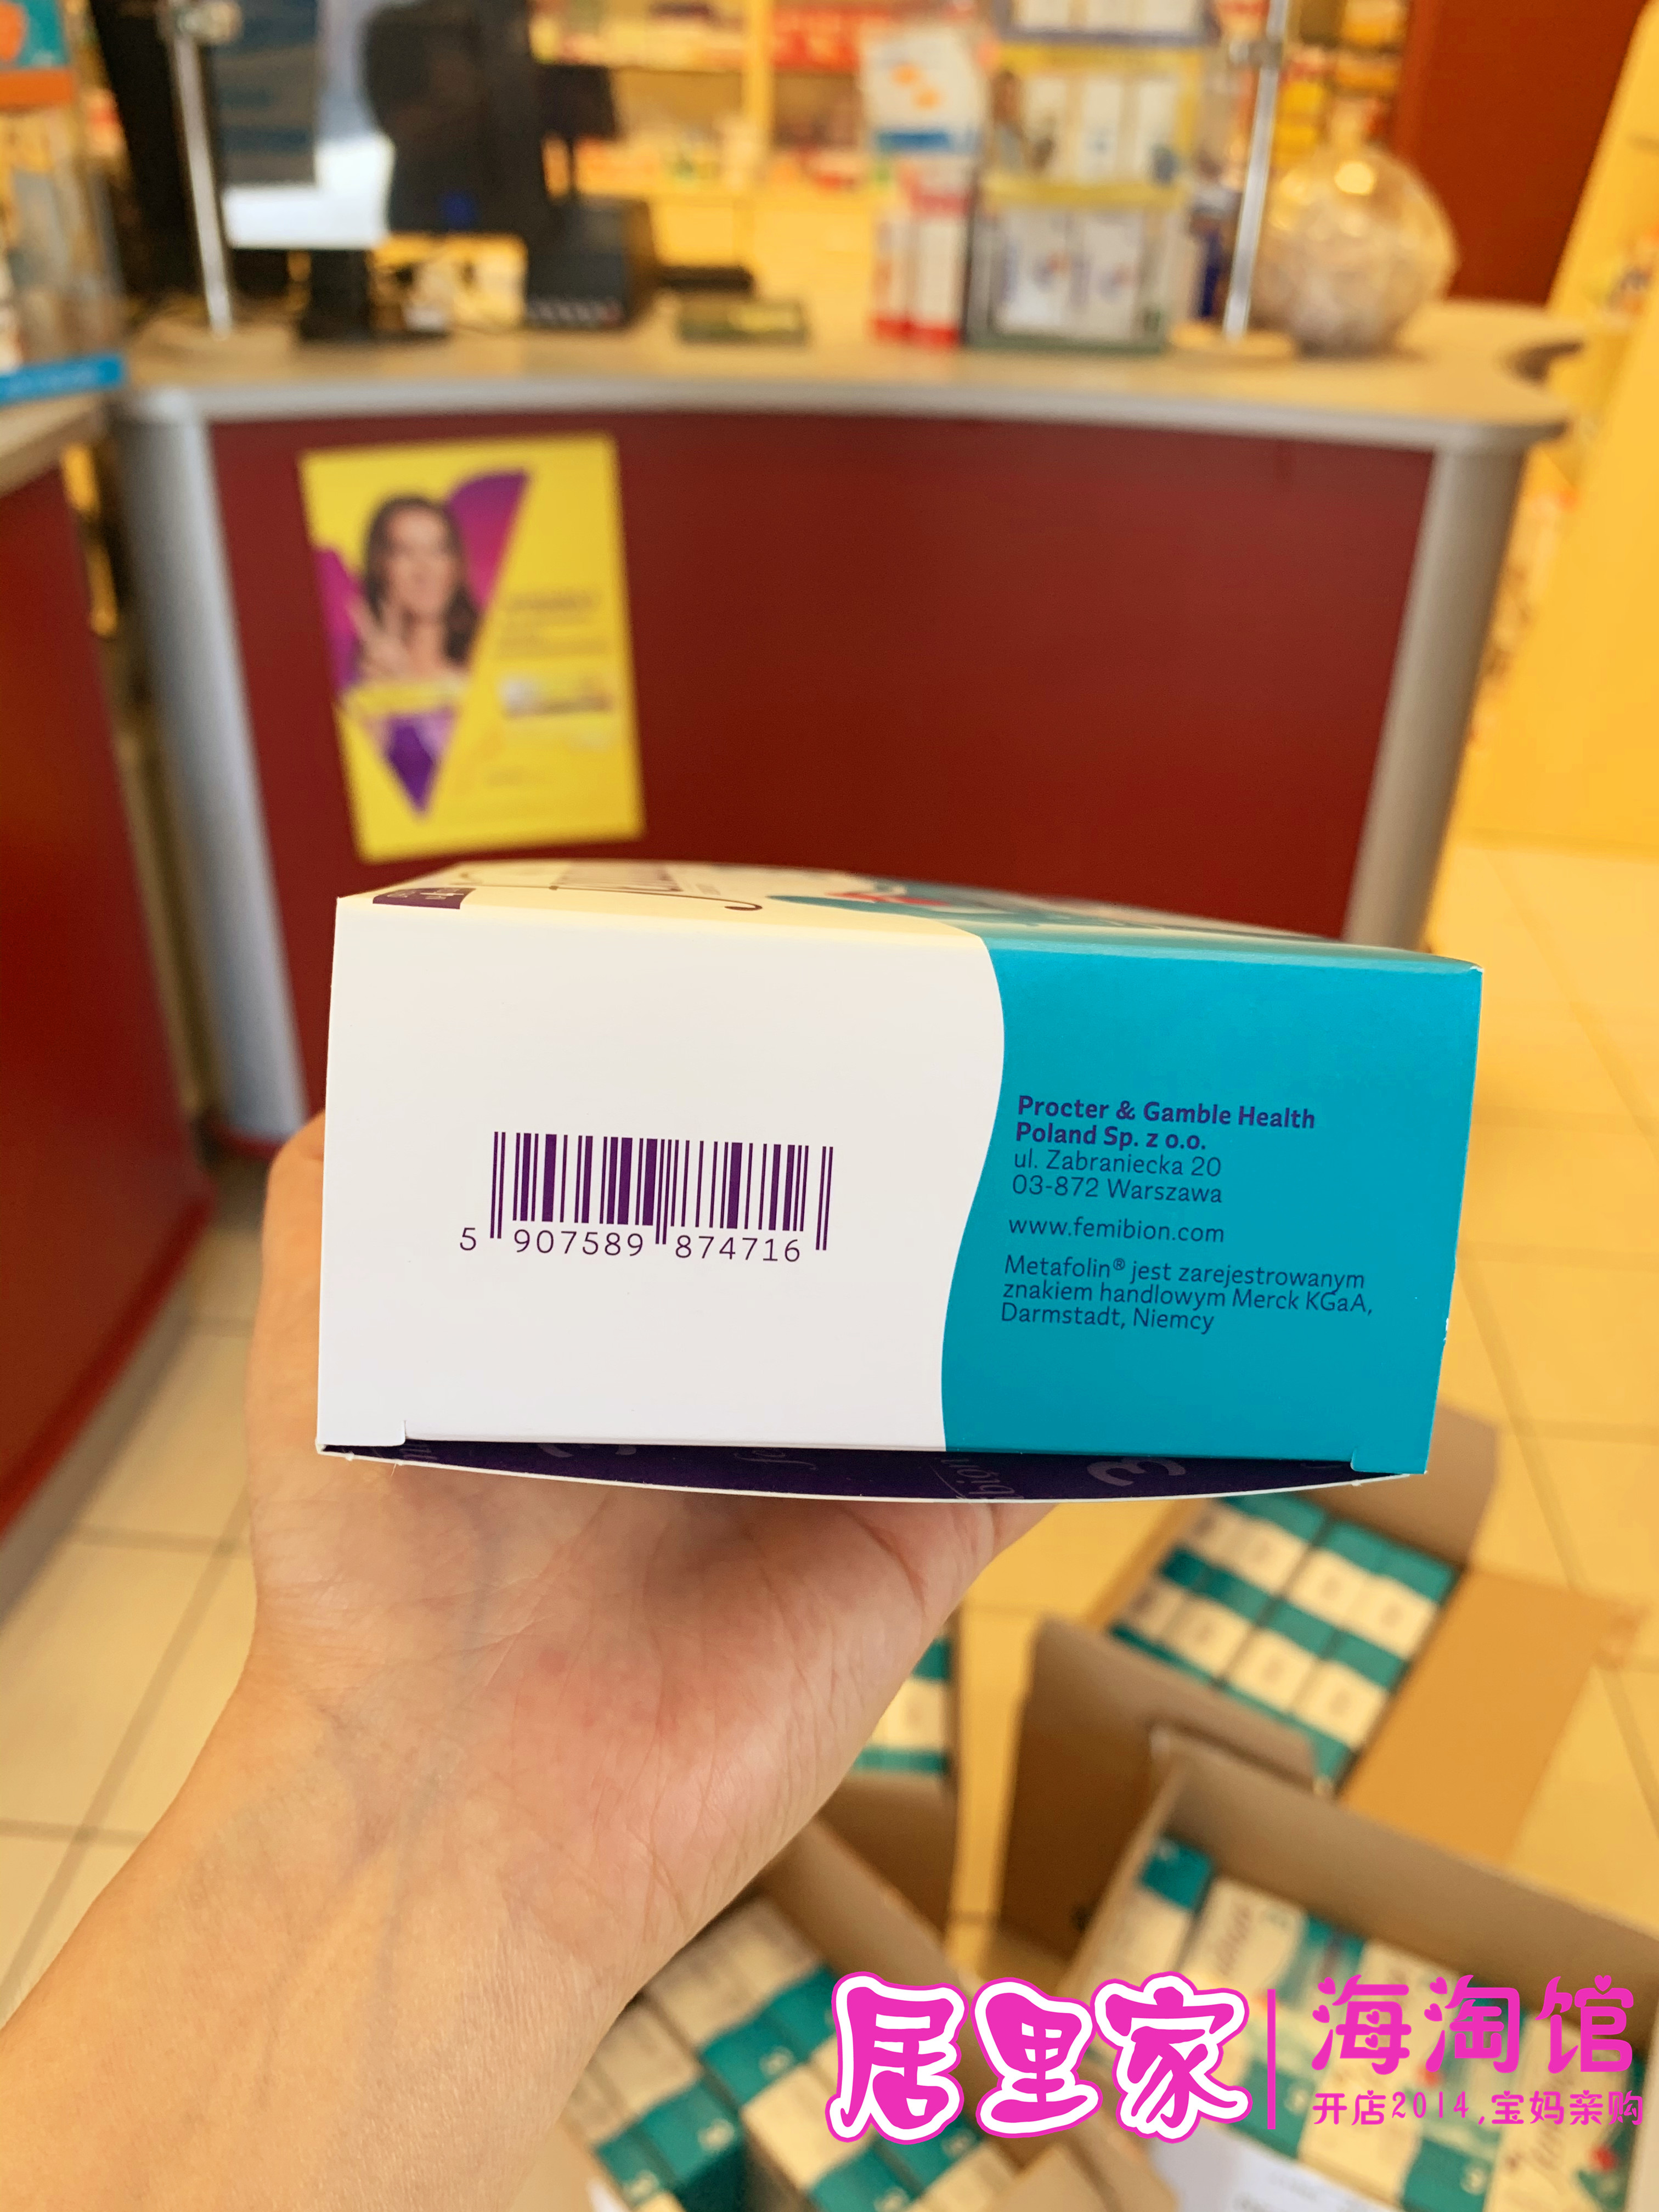 5 907589 874716
Procter & Gamble Health
Poland Sp. z o.o.
ul. Zabraniecka 20
03-872 Warszawa
www.femibion.com
Metafolin® jest zarejestrowanym
znakiem handlowym Merck KGaA,
Darmstadt, Niemcy
居里家
海淘馆
开店2014,宝妈亲购